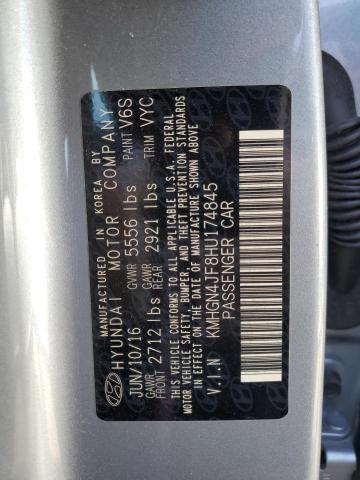 MANUFACTURED IN KOREA BY
HYUNDAI MOTOR COMPANY
JUN/10/16 GVWR 5556 lbs PAINT V6S
GAWR FRONT 2712 lbs GAWR REAR 2921 lbs TRIM VYC
THIS VEHICLE CONFORMS TO ALL APPLICABLE U.S.A. FEDERAL
MOTOR VEHICLE SAFETY, BUMPER, AND THEFT PREVENTION STANDARDS
IN EFFECT ON THE DATE OF MANUFACTURE SHOWN ABOVE
V.I.N KMHGN4JF8HU174845
PASSENGER CAR